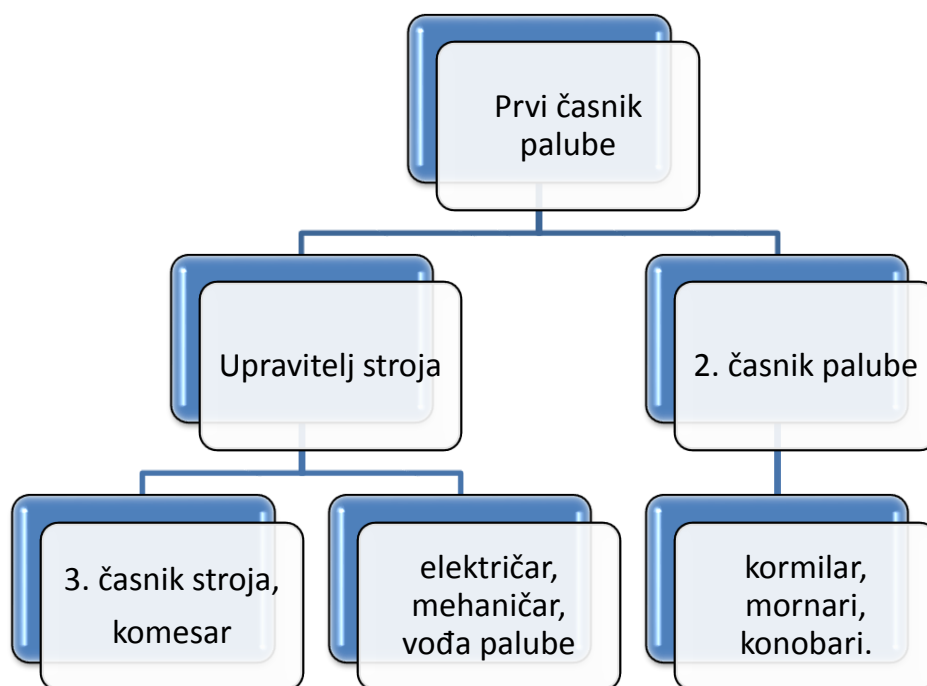 Prvi časnik
palube
Upravitelj stroja
2. časnik palube
3. časnik stroja,
komesar
električar,
mehaničar,
vođa palube
kormilar,
mornari,
konobari.